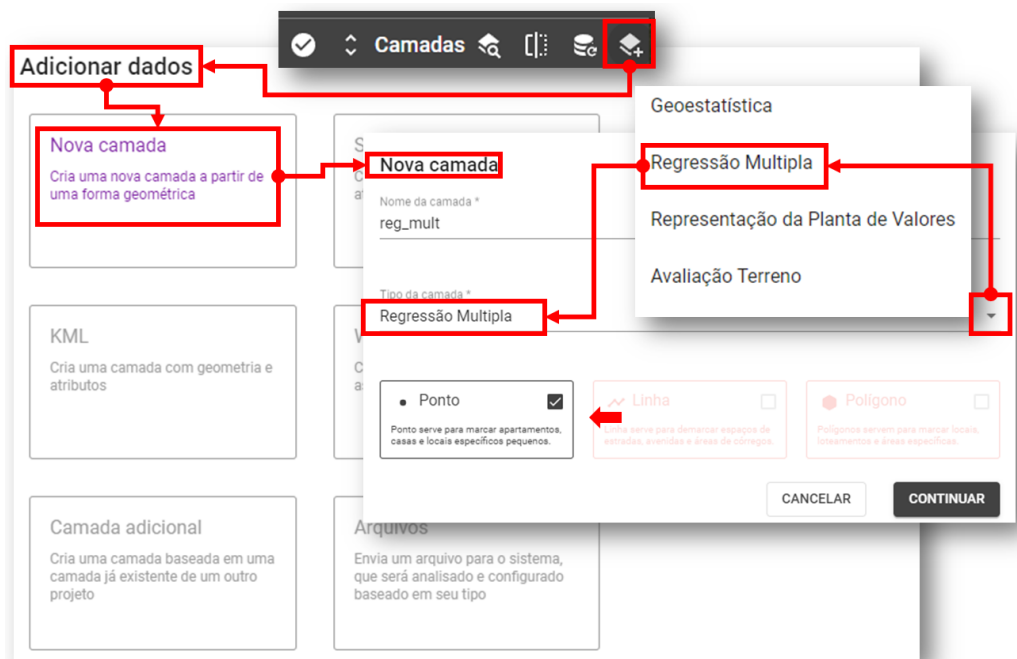 Camadas
Adicionar dados
Nova camada
Cria uma nova camada a partir de
uma forma geométrica
Geoestatística
Regressão Multipla
Representação da Planta de Valores
Avaliação Terreno
Nova camada
Nome da camada *
reg_mult
Tipo da camada *
Regressão Multipla
Ponto
Ponto serve para marcar apartamentos,
casas e locais específicos pequenos.
Linha
Linha serve para demarcar espaços de
estradas, avenidas e áreas de córregos.
Polígono
Polígonos servem para marcar locais,
loteamentos e áreas específicas.
CANCELAR
CONTINUAR
KML
Cria uma camada com geometria e
atributos
Camada adicional
Cria uma camada baseada em uma
camada já existente de um outro
projeto
Arquivos
Envia um arquivo para o sistema,
que será analisado e configurado
baseado em seu tipo